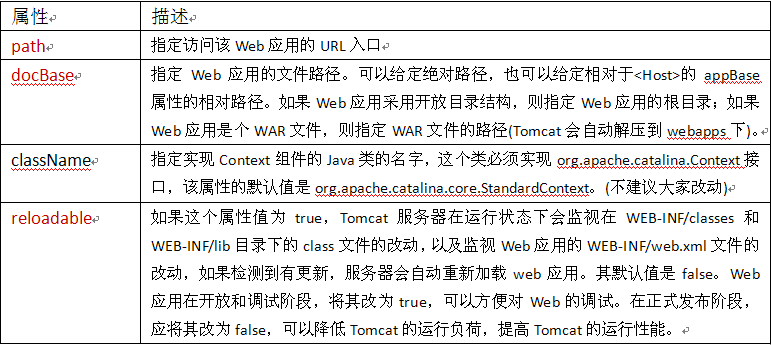 属性 描述
path 指定访问该 Web 应用的 URL 入口
docBase 指定 Web 应用的文件路径。可以给定绝对路径，也可以给定相对于<Host>的 appBase
属性的相对路径。如果 Web 应用采用开放目录结构，则指定 Web 应用的根目录；如果
Web 应用是个 WAR 文件，则指定 WAR 文件的路径(Tomcat 会自动解压到 webapps 下)。
className 指定实现 Context 组件的 Java 类的名字，这个类必须实现 org.apache.catalina.Context 接
口，该属性的默认值是 org.apache.catalina.core.StandardContext。(不建议大家改动)
reloadable 如果这个属性值为 true，Tomcat 服务器在运行状态下会监视在 WEB-INF/classes 和
WEB-INF/lib 目录下的 class 文件的改动，以及监视 Web 应用的 WEB-INF/web.xml 文件的
改动，如果检测到有更新，服务器会自动重新加载 web 应用。其默认值是 false。Web
应用在开放和调试阶段，将其改为 true，可以方便对 Web 的调试。在正式发布阶段，
应将其改为 false，可以降低 Tomcat 的运行负荷，提高 Tomcat 的运行性能。